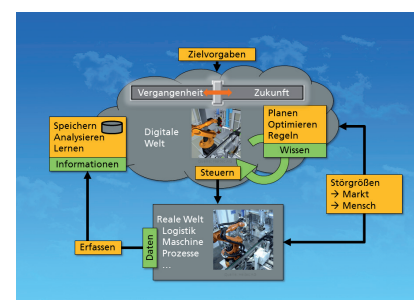 Zielvorgaben
Vergangenheit
Zukunft
Speichern
Analysieren
Lernen
Informationen
Digitale
Welt
Planen
Optimieren
Regeln
Wissen
Steuern
Störgrößen
→ Markt
→ Mensch
Reale Welt
Logistik
Maschine
Prozesse
...
Daten
Erfassen